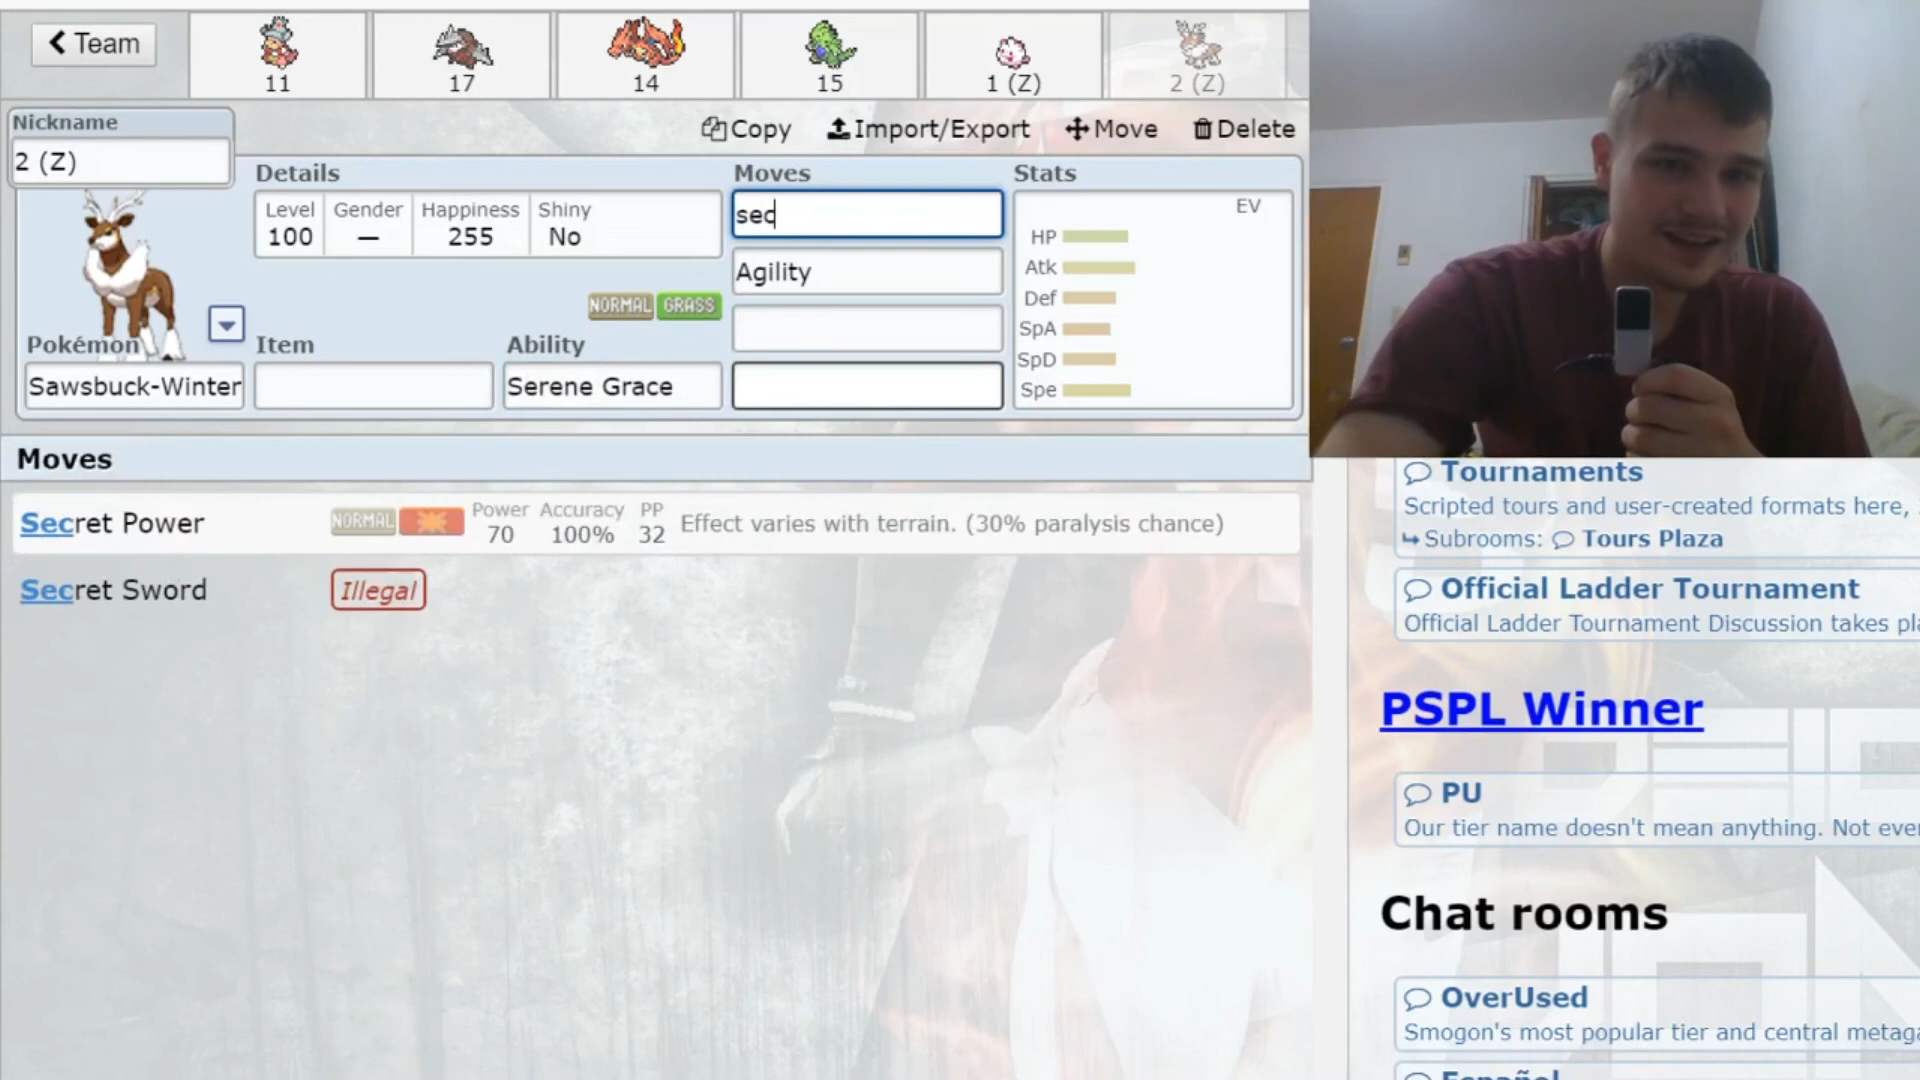 Team
11
17
14
15
1 (Z)
2 (Z)
Nickname
2 (Z)
Copy
Import/Export
Move
Delete
Details
Level
100
Gender
—
Happiness
255
Shiny
No
NORMAL GRASS
Pokémon
Sawsbuck-Winter
Item
Ability
Serene Grace
Moves
sec
Agility
Stats
EV
HP
Atk
Def
SpA
SpD
Spe
Moves
Secret Power
NORMAL
Power
70
Accuracy
100%
PP
32
Effect varies with terrain. (30% paralysis chance)
Secret Sword
Illegal
Tournaments
Scripted tours and user-created formats here,
Subrooms: Tours Plaza
Official Ladder Tournament
Official Ladder Tournament Discussion takes pla
PSPL Winner
PU
Our tier name doesn't mean anything. Not eve
Chat rooms
OverUsed
Smogon's most popular tier and central metaga
Español